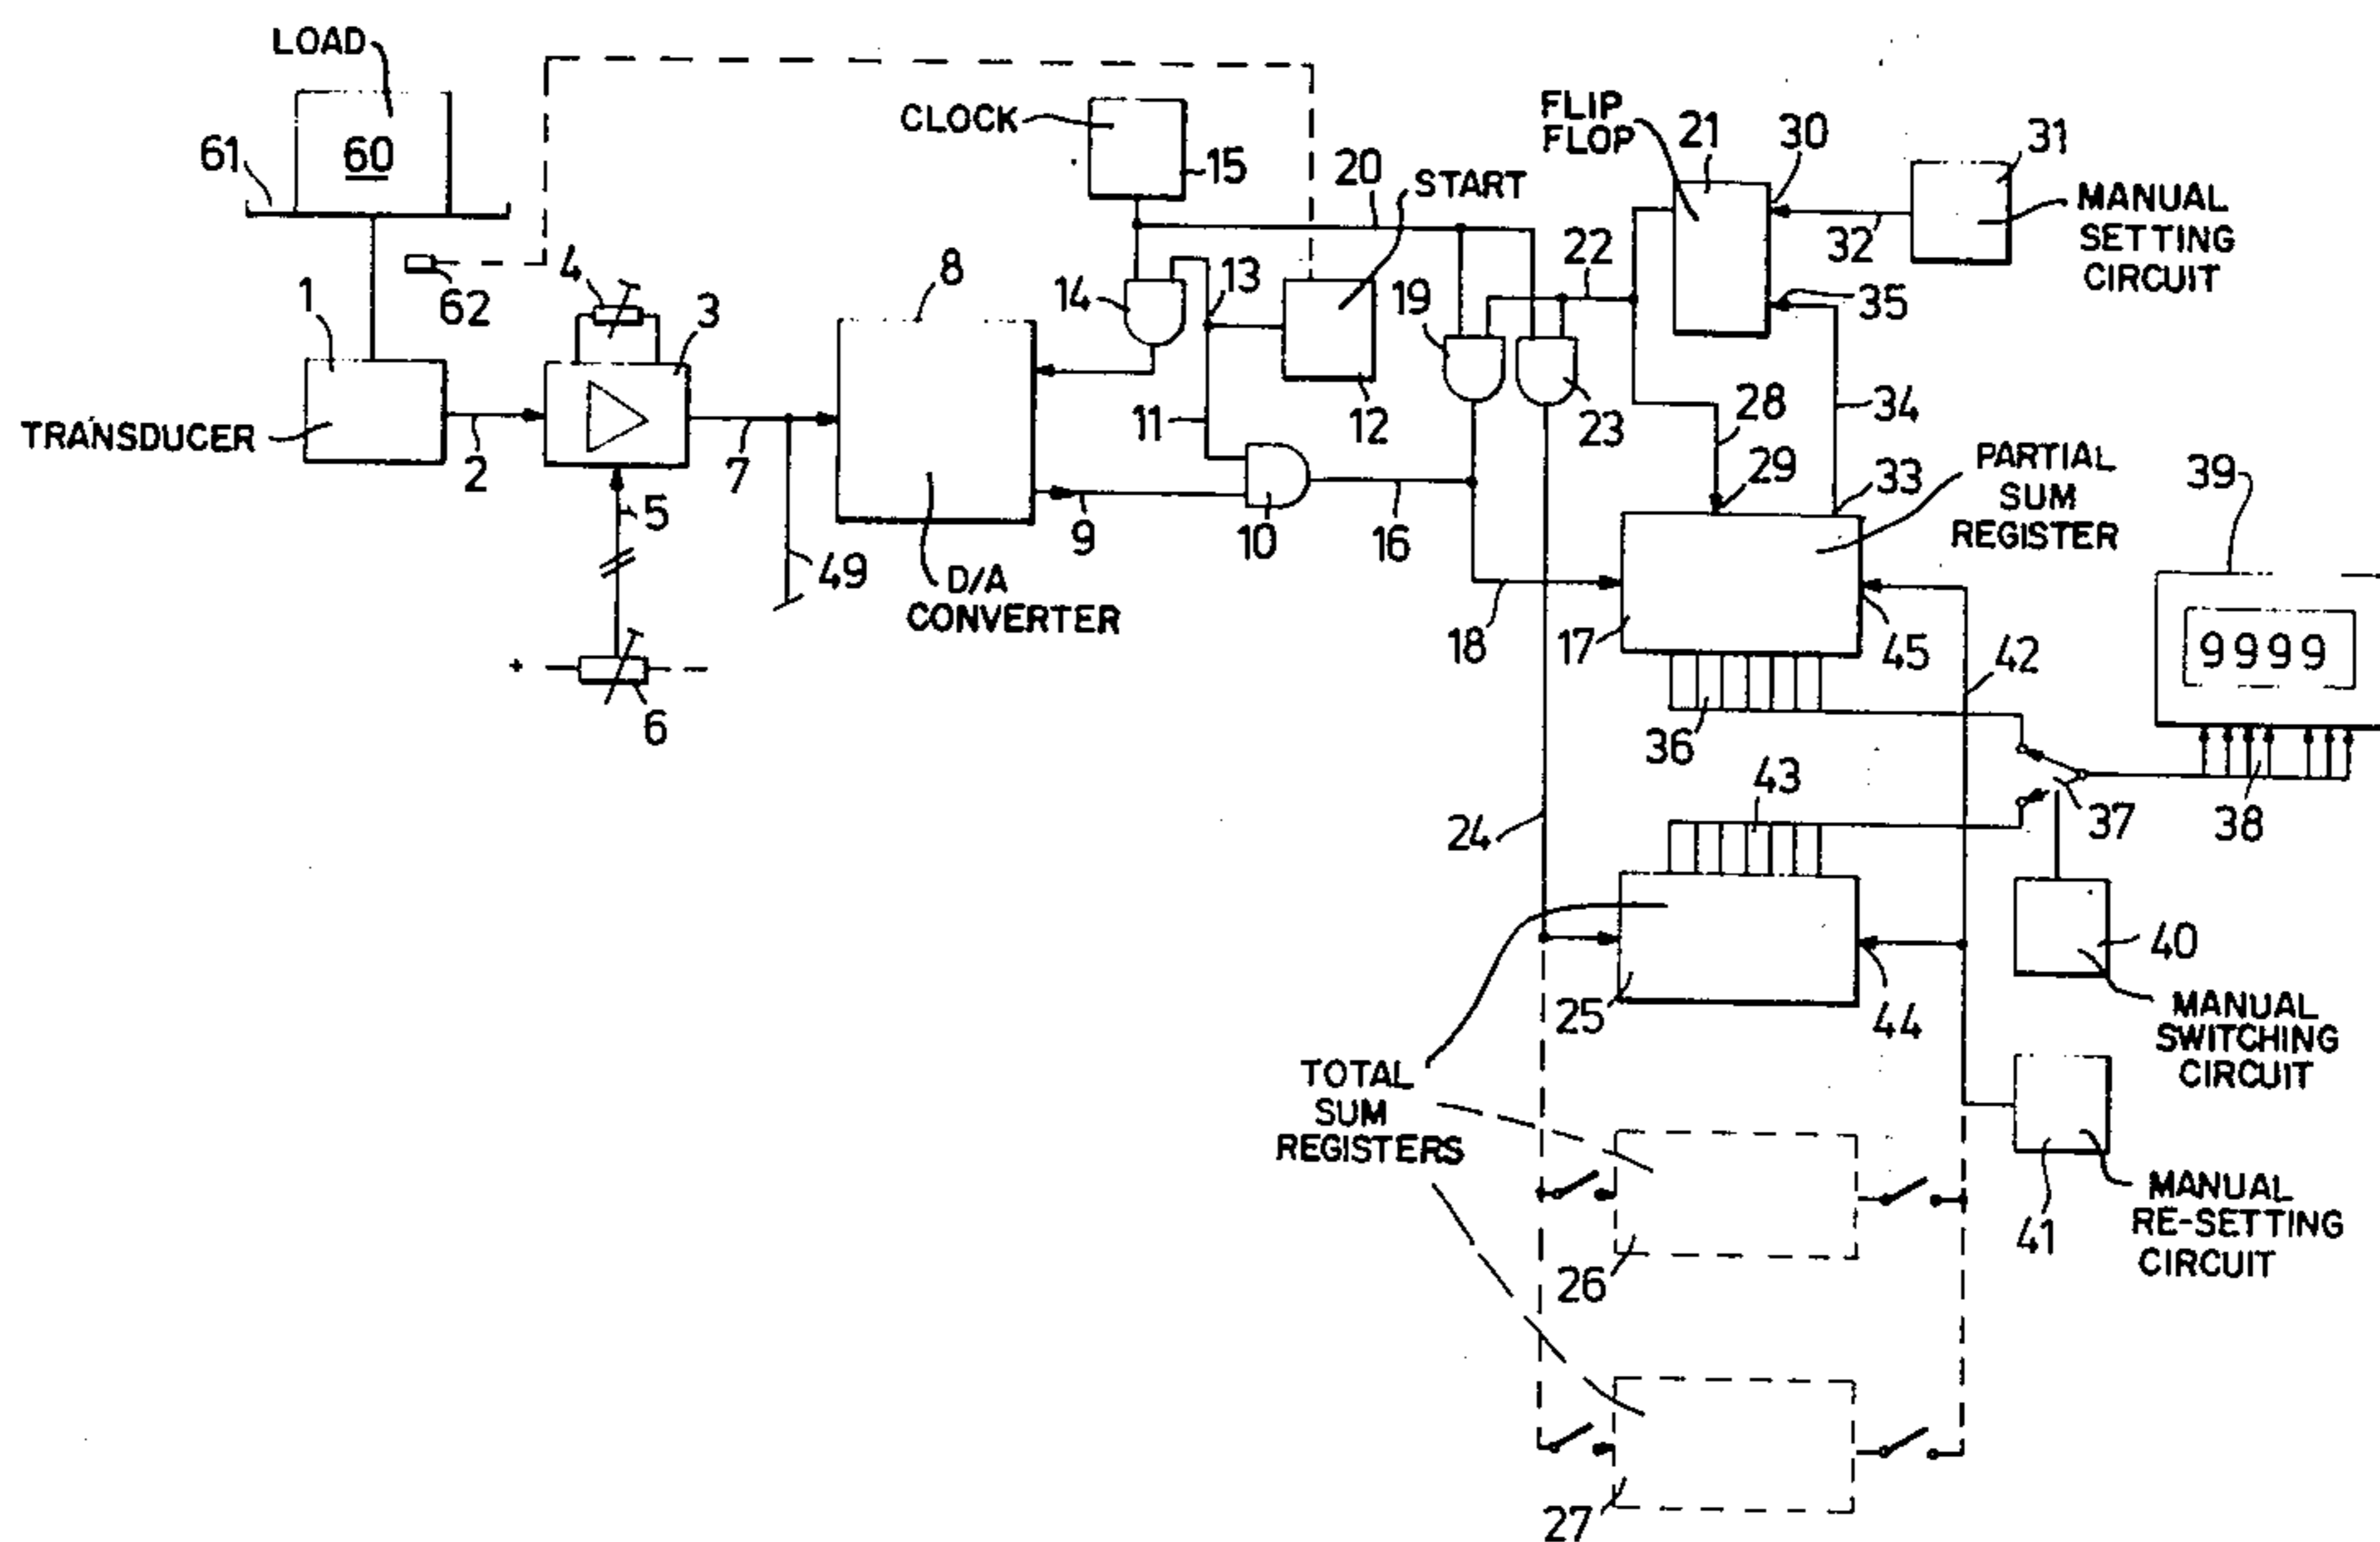 LOAD
60
61
62
1
TRANSDUCER
2
4
3
5
6
7
49
8
D/A
CONVERTER
9
CLOCK
15
14
13
11
10
12
START
16
20
19
22
23
18
24
FLIP
FLOP
21
30
31
32
MANUAL
SETTING
CIRCUIT
35
34
28
29
33
PARTIAL
SUM
REGISTER
17
45
42
36
39
9999
38
37
43
25
44
40
MANUAL
SWITCHING
CIRCUIT
41
MANUAL
RE-SETTING
CIRCUIT
TOTAL
SUM
REGISTERS
26
27
+